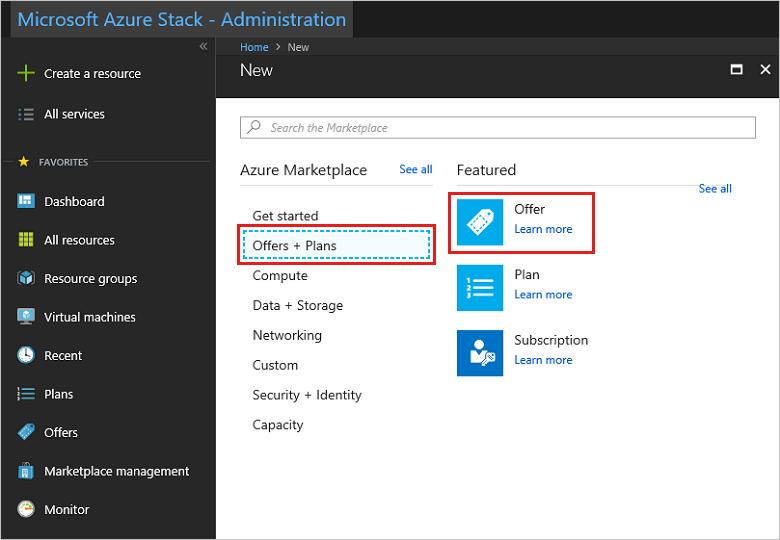 Microsoft Azure Stack - Administration
«
Create a resource
All services
FAVORITES
Dashboard
All resources
Resource groups
Virtual machines
Recent
Plans
Offers
Marketplace management
Monitor
Home > New
New
Search the Marketplace
Azure Marketplace
See all
Get started
Offers + Plans
Compute
Data + Storage
Networking
Custom
Security + Identity
Capacity
Featured
See all
Offer
Learn more
Plan
Learn more
Subscription
Learn more